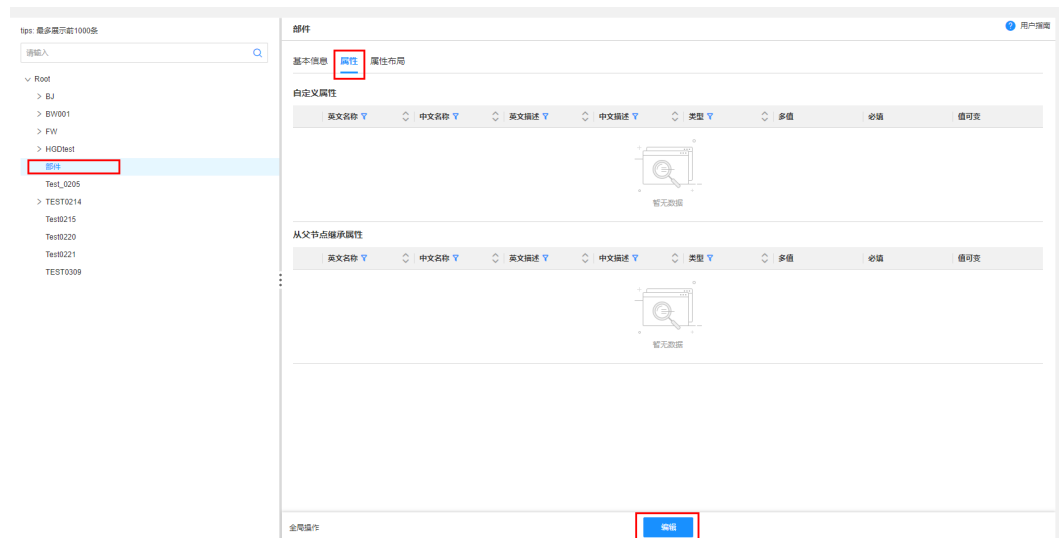 tips: 最多展示前1000条
请输入
Root
BJ
BW001
FW
HGDtest
部件
Test_0205
TEST0214
Test0215
Test0220
Test0221
TEST0309
部件
用户指南
基本信息 属性 属性布局
自定义属性
英文名称 中文名称 英文描述 中文描述 类型 多值 必填 值可变
暂无数据
从父节点继承属性
英文名称 中文名称 英文描述 中文描述 类型 多值 必填 值可变
暂无数据
全局操作
编辑